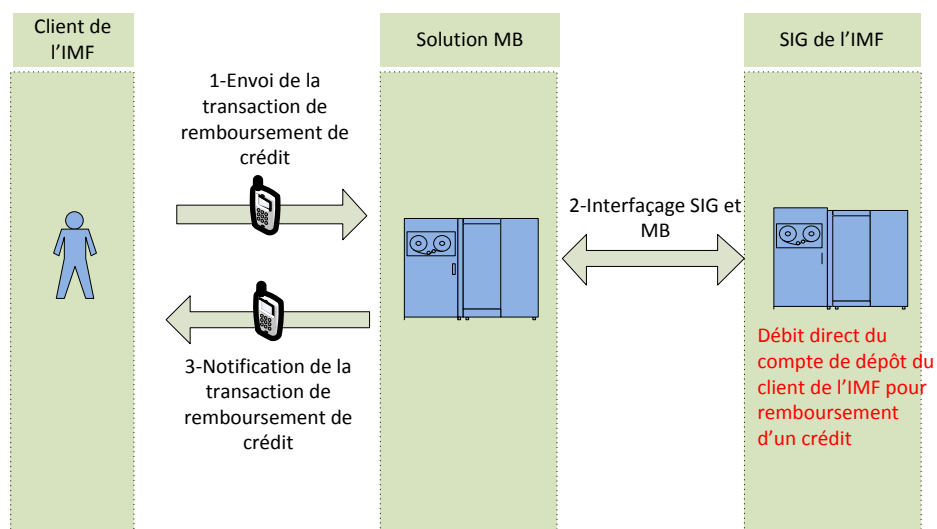 Client de
l'IMF
Solution MB
SIG de l'IMF
1-Envoi de la
transaction de
remboursement de
crédit
2-Interfaçage SIG et
MB
3-Notification de la
transaction de
remboursement de
crédit
Débit direct du
compte de dépôt du
client de l'IMF pour
remboursement
d'un crédit